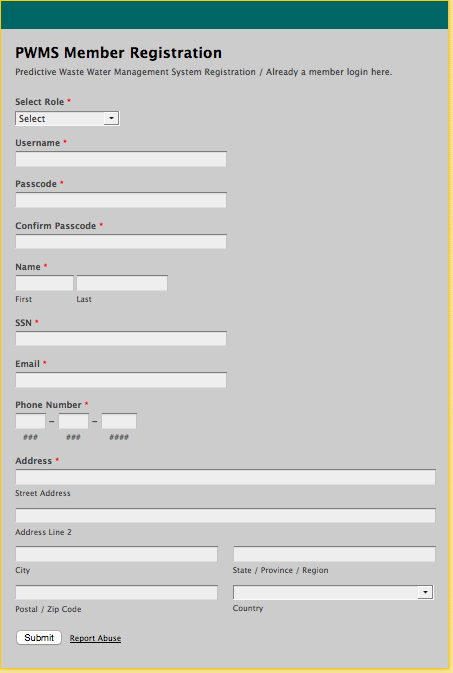 PWMS Member Registration
Predictive Waste Water Management System Registration / Already a member login here.
Select Role *
Select
Username *
Passcode *
Confirm Passcode *
Name *
First Last
SSN *
Email *
Phone Number *
– –
### ### ####
Address *
Street Address
Address Line 2
City State / Province / Region
Postal / Zip Code Country
Submit Report Abuse